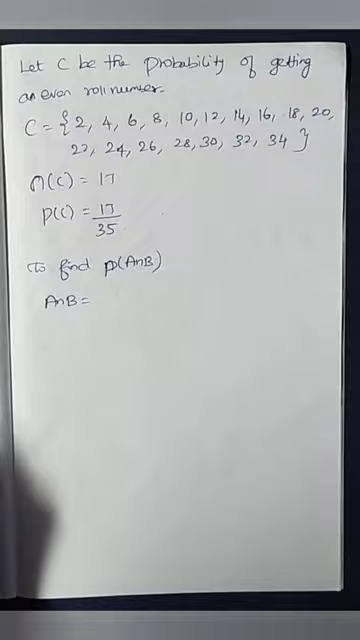 Let C be the probability of getting
an even roll number.
C = {2, 4, 6, 8, 10, 12, 14, 16, 18, 20,
22, 24, 26, 28, 30, 32, 34}
n(C) = 17
P(C) = 17/35
To find P(A∩B)
A∩B =